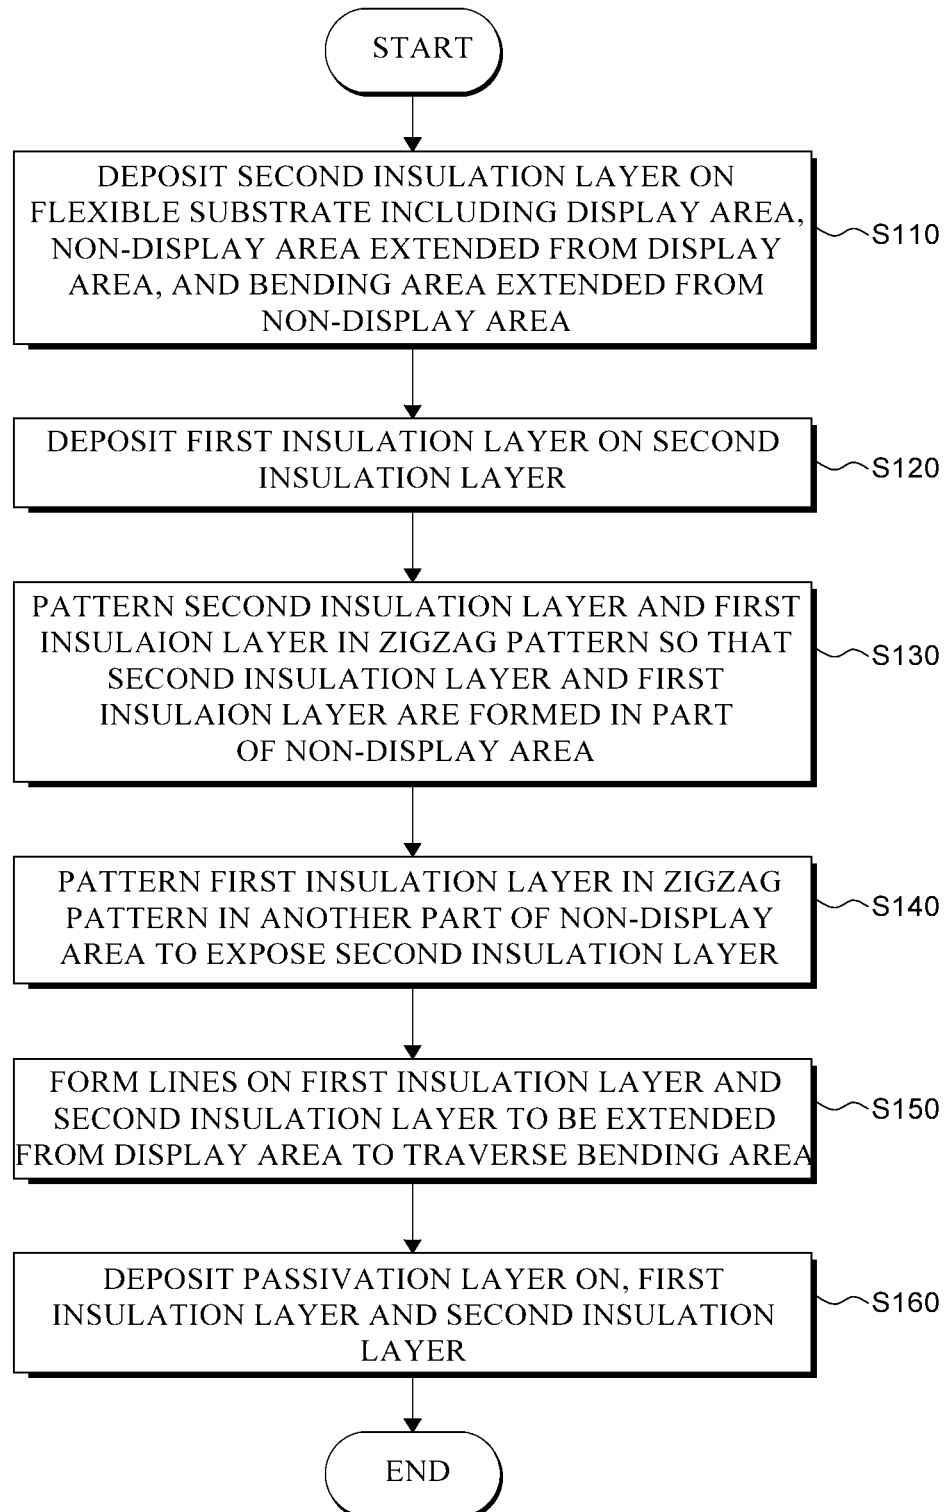 START
DEPOSIT SECOND INSULATION LAYER ON
FLEXIBLE SUBSTRATE INCLUDING DISPLAY AREA,
NON-DISPLAY AREA EXTENDED FROM DISPLAY
AREA, AND BENDING AREA EXTENDED FROM
NON-DISPLAY AREA
S110
DEPOSIT FIRST INSULATION LAYER ON SECOND
INSULATION LAYER
S120
PATTERN SECOND INSULATION LAYER AND FIRST
INSULAION LAYER IN ZIGZAG PATTERN SO THAT
SECOND INSULATION LAYER AND FIRST
INSULAION LAYER ARE FORMED IN PART
OF NON-DISPLAY AREA
S130
PATTERN FIRST INSULATION LAYER IN ZIGZAG
PATTERN IN ANOTHER PART OF NON-DISPLAY
AREA TO EXPOSE SECOND INSULATION LAYER
S140
FORM LINES ON FIRST INSULATION LAYER AND
SECOND INSULATION LAYER TO BE EXTENDED
FROM DISPLAY AREA TO TRAVERSE BENDING AREA
S150
DEPOSIT PASSIVATION LAYER ON, FIRST
INSULATION LAYER AND SECOND INSULATION
LAYER
S160
END